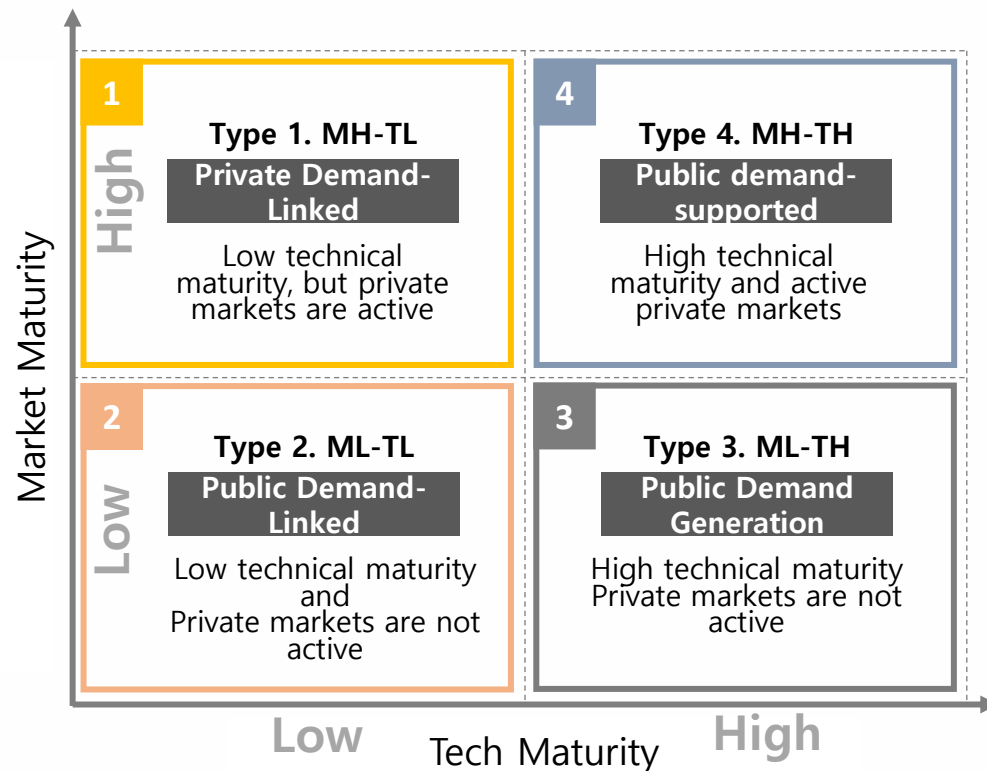 Market Maturity
High
Low
1
Type 1. MH-TL
Private Demand-
Linked
Low technical
maturity, but private
markets are active
4
Type 4. MH-TH
Public demand-
supported
High technical
maturity and active
private markets
2
Type 2. ML-TL
Public Demand-
Linked
Low technical maturity
and
Private markets are not
active
3
Type 3. ML-TH
Public Demand
Generation
High technical maturity
Private markets are not
active
Low
High
Tech Maturity